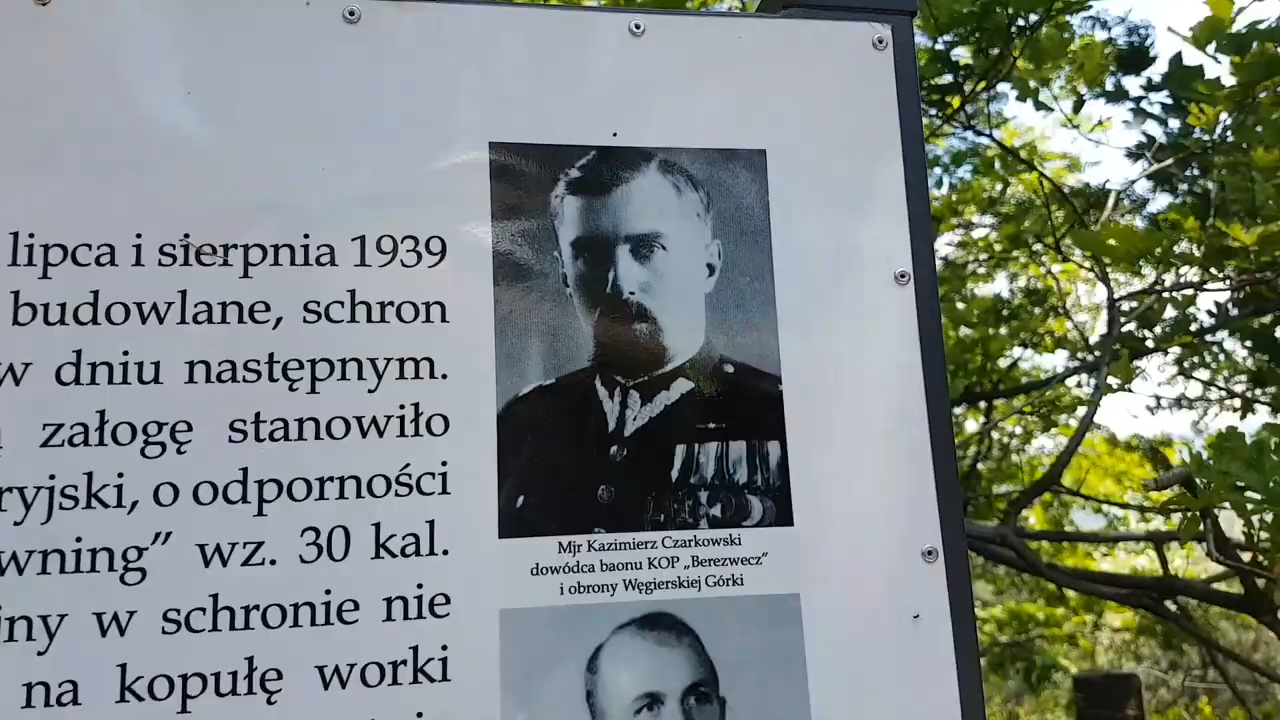 lipca i sierpnia 1939
budowlane, schron
w dniu następnym.
załogę stanowiło
ryjski, o odporności
wning” wz. 30 kal.
w schronie nie
na kopułę worki
Mjr Kazimierz Czarkowski
dowódca baonu KOP „Berezwecz”
i obrony Węgierskiej Górki